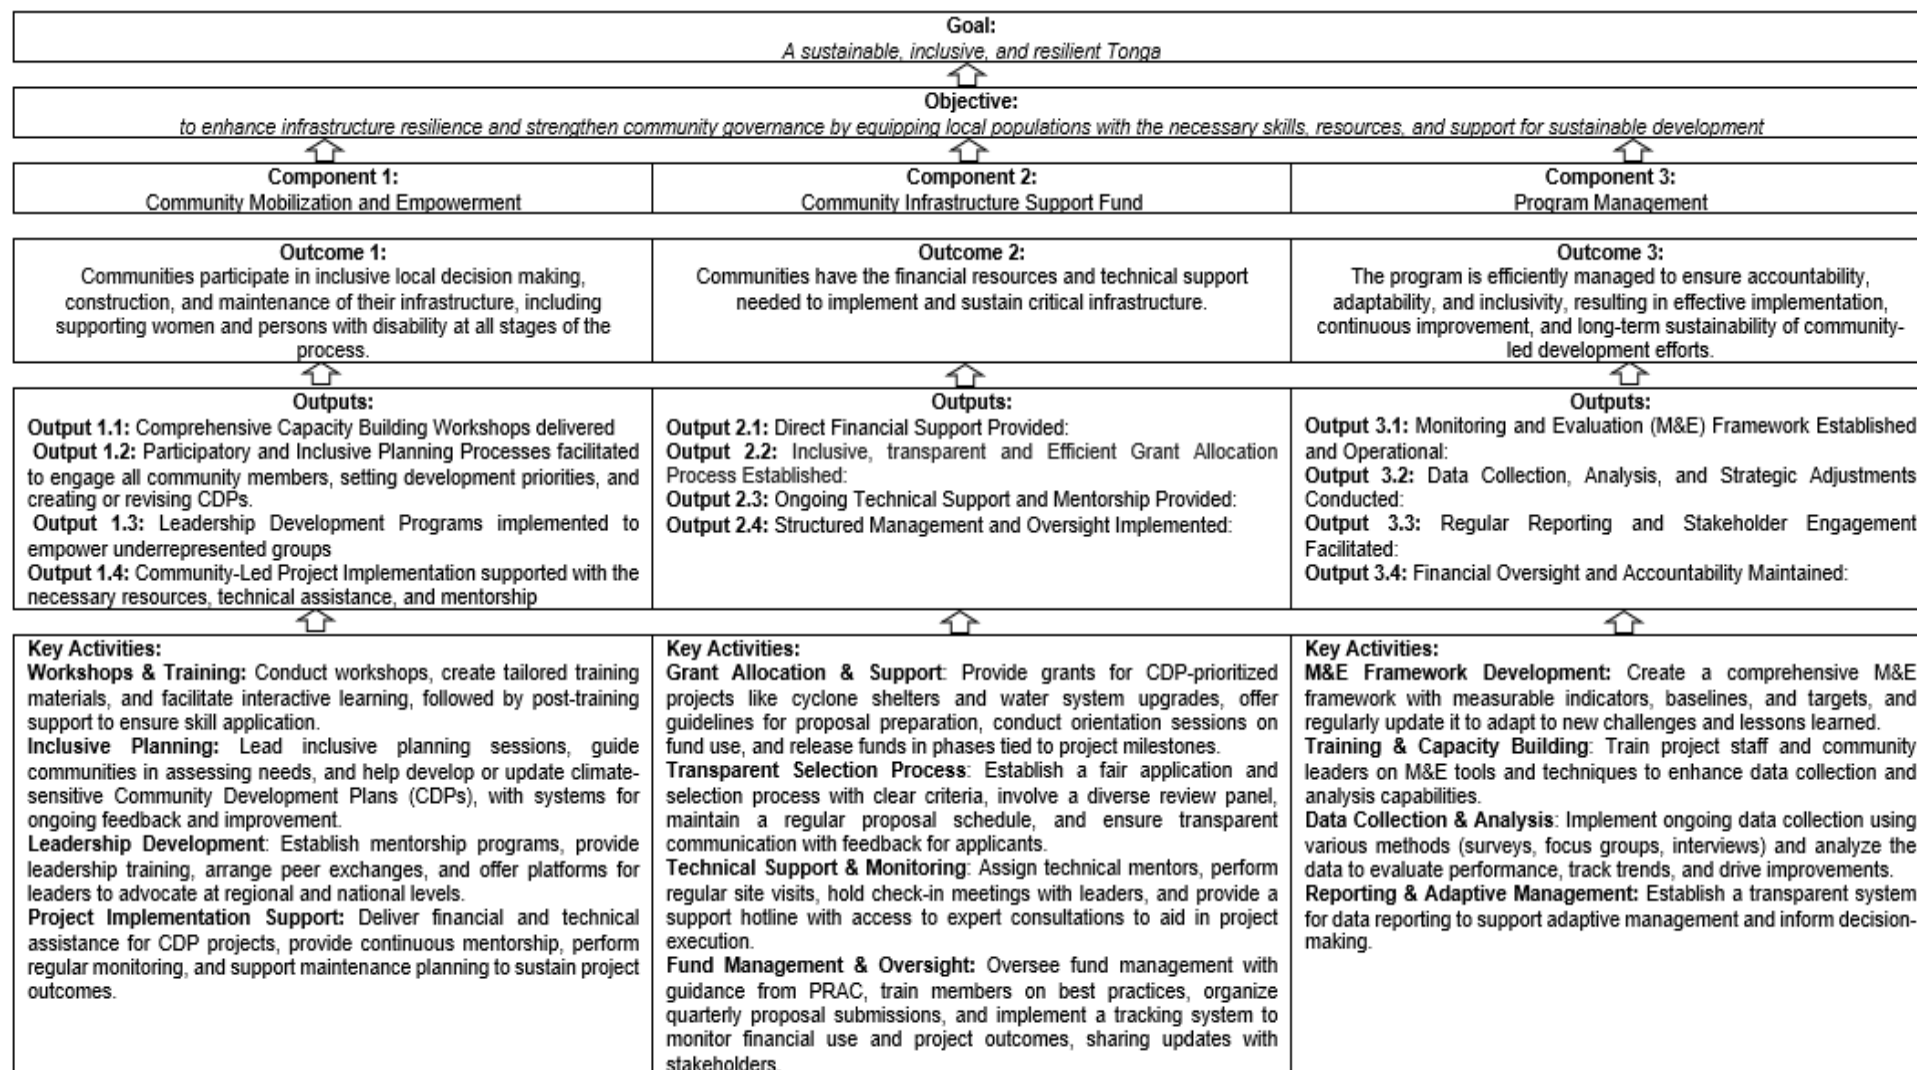 Goal:
A sustainable, inclusive, and resilient Tonga
Objective:
to enhance infrastructure resilience and strengthen community governance by equipping local populations with the necessary skills, resources, and support for sustainable development
Component 1:
Community Mobilization and Empowerment
Component 2:
Community Infrastructure Support Fund
Component 3:
Program Management
Outcome 1:
Communities participate in inclusive local decision making,
construction, and maintenance of their infrastructure, including
supporting women and persons with disability at all stages of the
process.
Outcome 2:
Communities have the financial resources and technical support
needed to implement and sustain critical infrastructure.
Outcome 3:
The program is efficiently managed to ensure accountability,
adaptability, and inclusivity, resulting in effective implementation,
continuous improvement, and long-term sustainability of community-
led development efforts.
Outputs:
Output 1.1: Comprehensive Capacity Building Workshops delivered
Output 1.2: Participatory and Inclusive Planning Processes facilitated
to engage all community members, setting development priorities, and
creating or revising CDPs.
Output 1.3: Leadership Development Programs implemented to
empower underrepresented groups
Output 1.4: Community-Led Project Implementation supported with the
necessary resources, technical assistance, and mentorship
Outputs:
Output 2.1: Direct Financial Support Provided:
Output 2.2: Inclusive, transparent and Efficient Grant Allocation
Process Established:
Output 2.3: Ongoing Technical Support and Mentorship Provided:
Output 2.4: Structured Management and Oversight Implemented:
Outputs:
Output 3.1: Monitoring and Evaluation (M&E) Framework Established
and Operational:
Output 3.2: Data Collection, Analysis, and Strategic Adjustments
Conducted:
Output 3.3: Regular Reporting and Stakeholder Engagement
Facilitated:
Output 3.4: Financial Oversight and Accountability Maintained:
Key Activities:
Workshops & Training: Conduct workshops, create tailored training
materials, and facilitate interactive learning, followed by post-training
support to ensure skill application.
Inclusive Planning: Lead inclusive planning sessions, guide
communities in assessing needs, and help develop or update climate-
sensitive Community Development Plans (CDPs), with systems for
ongoing feedback and improvement.
Leadership Development: Establish mentorship programs, provide
leadership training, arrange peer exchanges, and offer platforms for
leaders to advocate at regional and national levels.
Project Implementation Support: Deliver financial and technical
assistance for CDP projects, provide continuous mentorship, perform
regular monitoring, and support maintenance planning to sustain project
outcomes.
Key Activities:
Grant Allocation & Support: Provide grants for CDP-prioritized
projects like cyclone shelters and water system upgrades, offer
guidelines for proposal preparation, conduct orientation sessions on
fund use, and release funds in phases tied to project milestones.
Transparent Selection Process: Establish a fair application and
selection process with clear criteria, involve a diverse review panel,
maintain a regular proposal schedule, and ensure transparent
communication with feedback for applicants.
Technical Support & Monitoring: Assign technical mentors, perform
regular site visits, hold check-in meetings with leaders, and provide a
support hotline with access to expert consultations to aid in project
execution.
Fund Management & Oversight: Oversee fund management with
guidance from PRAC, train members on best practices, organize
quarterly proposal submissions, and implement a tracking system to
monitor financial use and project outcomes, sharing updates with
stakeholders.
Key Activities:
M&E Framework Development: Create a comprehensive M&E
framework with measurable indicators, baselines, and targets, and
regularly update it to adapt to new challenges and lessons learned.
Training & Capacity Building: Train project staff and community
leaders on M&E tools and techniques to enhance data collection and
analysis capabilities.
Data Collection & Analysis: Implement ongoing data collection using
various methods (surveys, focus groups, interviews) and analyze the
data to evaluate performance, track trends, and drive improvements.
Reporting & Adaptive Management: Establish a transparent system
for data reporting to support adaptive management and inform decision-
making.